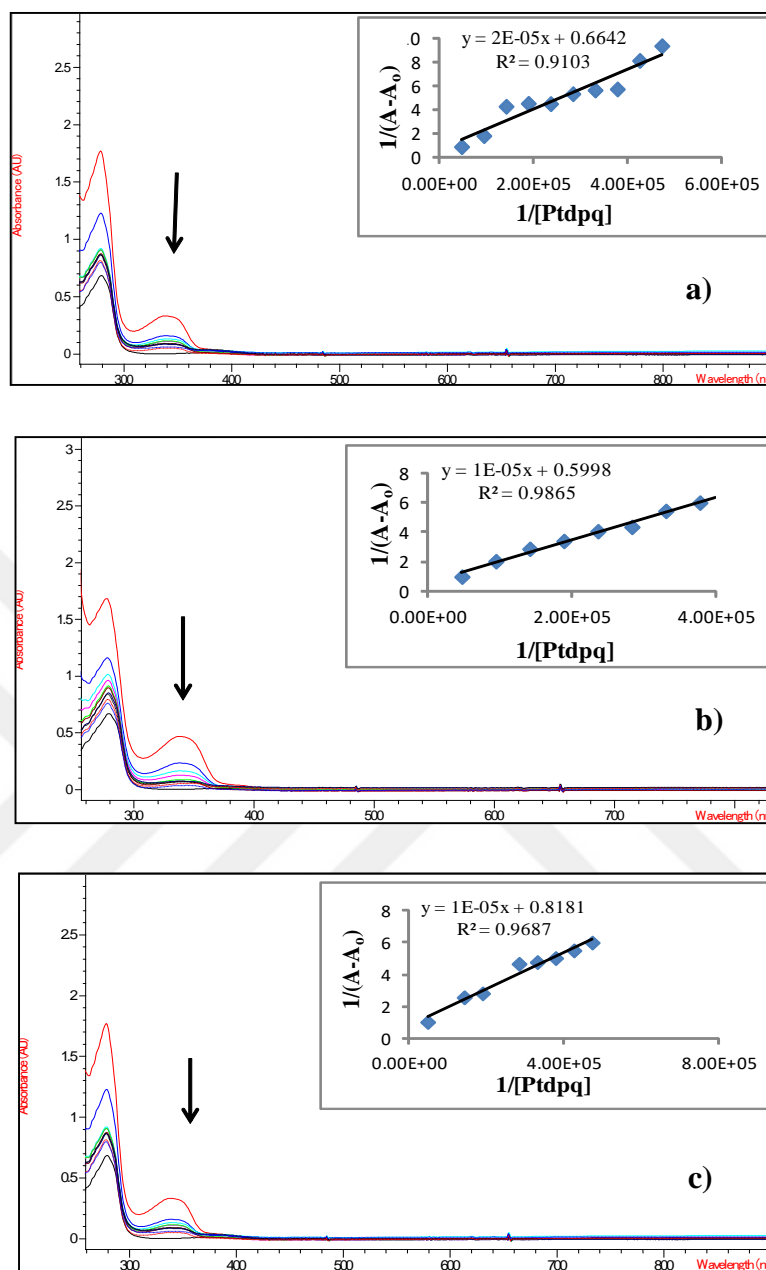 2.5
2
1.5
1
0.5
0
Absorbance (AU)
300
400
500
600
700
800
Wavelength (n
y = 2E-05x + 0.6642
R² = 0.9103
0
8
6
4
2
0
1/(A-A₀)
0.00E+00
2.00E+05
4.00E+05
6.00E+05
1/[Ptdpq]
a)
3
2.5
2
1.5
1
0.5
0
Absorbance (AU)
300
400
500
600
700
Wavelength (n
y = 1E-05x + 0.5998
R² = 0.9865
8
6
4
2
0
1/(A-A₀)
0.00E+00
2.00E+05
4.00E+05
1/[Ptdpq]
b)
25
2
1.5
1
0.5
0
Absorbance (AU)
300
400
500
600
700
800
Wavelength (n
y = 1E-05x + 0.8181
R² = 0.9687
8
6
4
2
0
1/(A-A₀)
0.00E+00
4.00E+05
8.00E+05
1/[Ptdpq]
c)